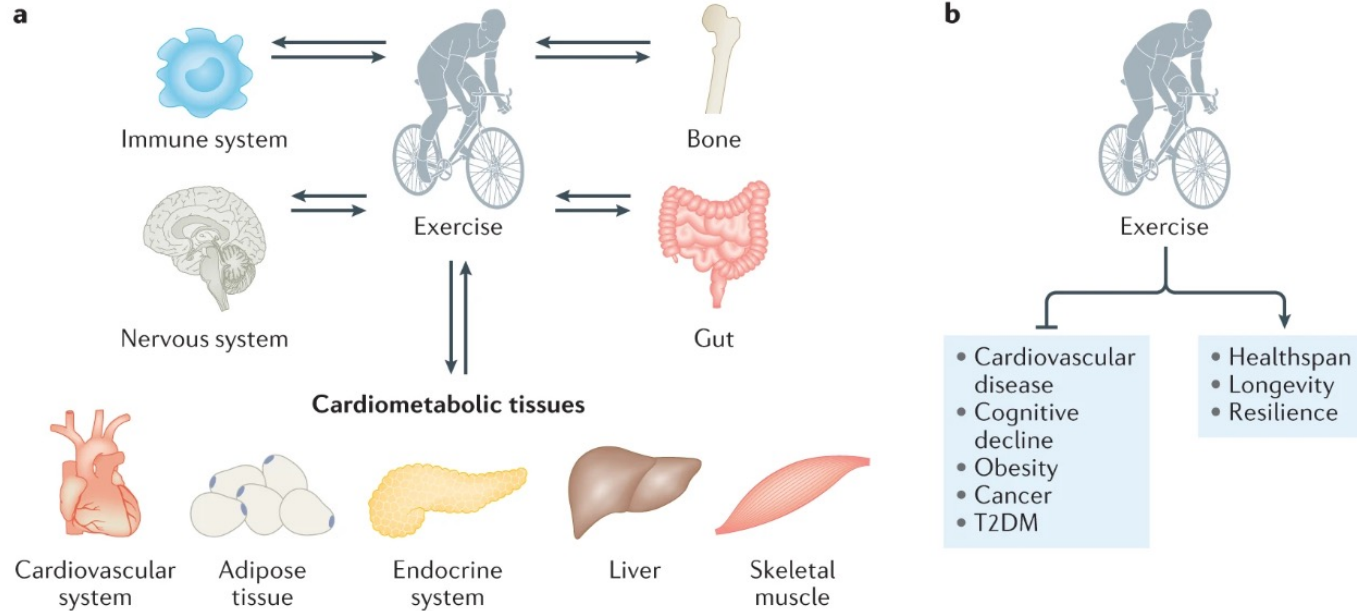 a
Immune system
Bone
Exercise
Nervous system
Gut
Cardiometabolic tissues
Cardiovascular
system
Adipose
tissue
Endocrine
system
Liver
Skeletal
muscle
b
Exercise
• Cardiovascular
disease
• Cognitive
decline
• Obesity
• Cancer
• T2DM
• Healthspan
• Longevity
• Resilience